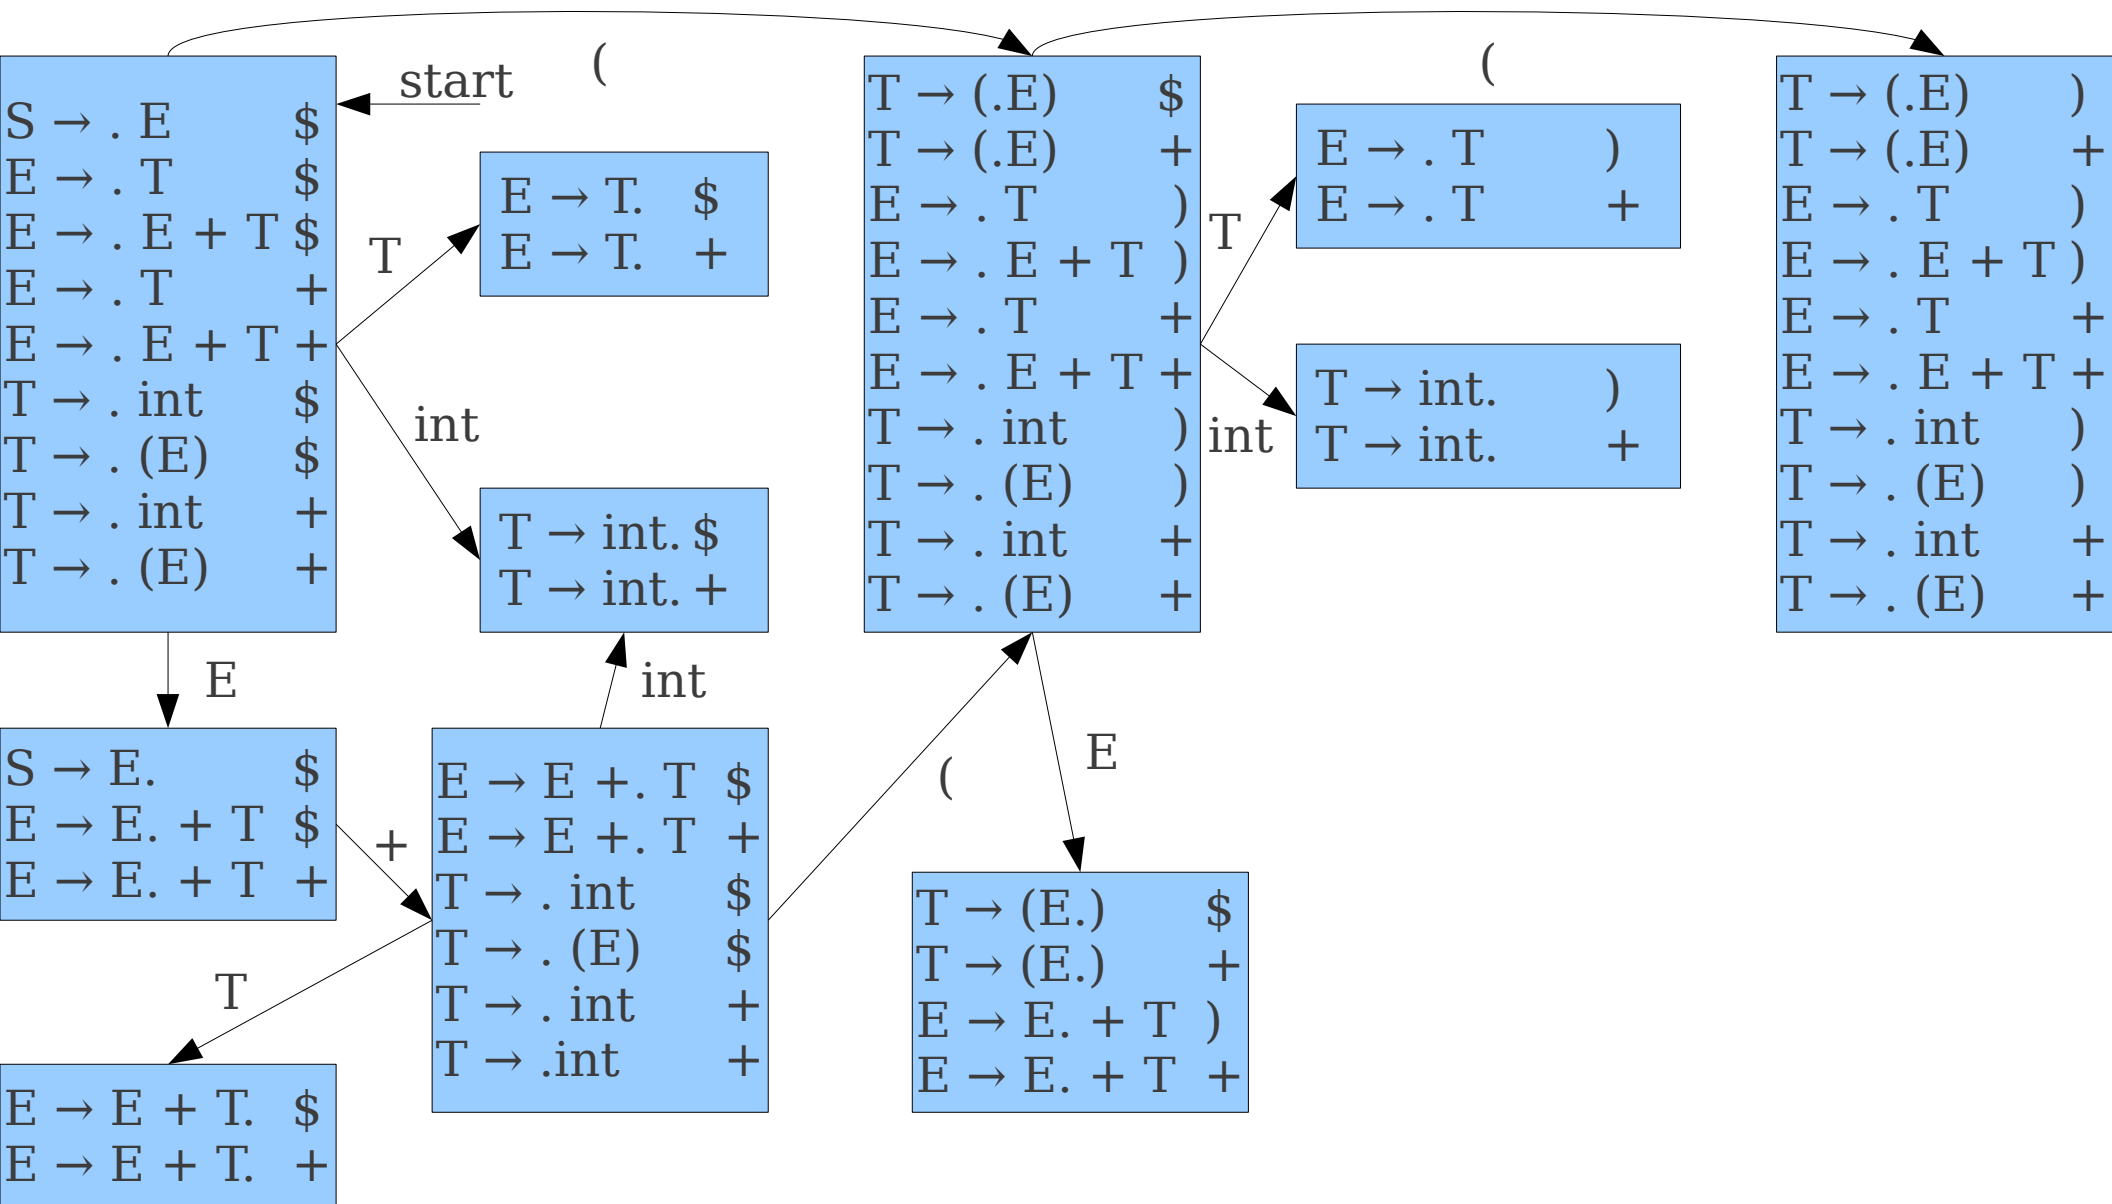 (
(
start
S → . E $
E → . T $
E → . E + T $
E → . T +
E → . E + T +
T → . int $
T → . (E) $
T → . int +
T → . (E) +
T
E → T. $
E → T. +
int
T → int. $
T → int. +
T → (.E) $
T → (.E) +
E → . T )
E → . E + T )
E → . T +
E → . E + T +
T → . int )
T → . (E) )
T → . int +
T → . (E) +
T
E → . T )
E → . T +
int
T → int. )
T → int. +
T → (.E) )
T → (.E) +
E → . T )
E → . E + T )
E → . T +
E → . E + T +
T → . int )
T → . (E) )
T → . int +
T → . (E) +
E
int
S → E. $
E → E. + T $
E → E. + T +
+
E → E +. T $
E → E +. T +
T → . int $
T → . (E) $
T → . int +
T → .int +
(
E
T → (E.) $
T → (E.) +
E → E. + T )
E → E. + T +
T
E → E + T. $
E → E + T. +